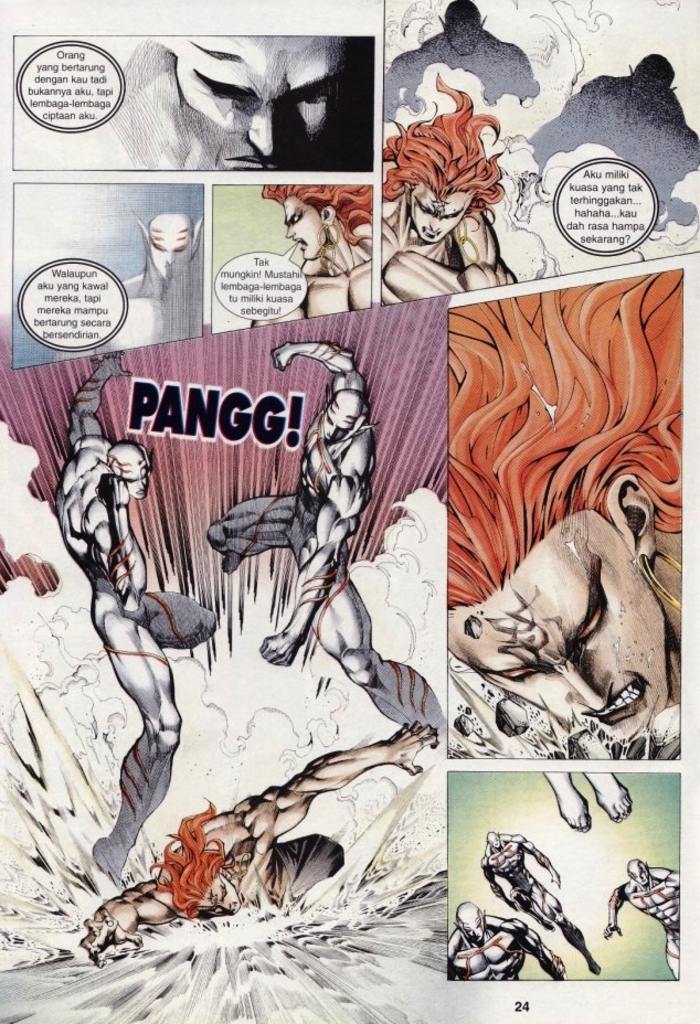 Orang
yang bertarung
dengan kau tadi
bukannya aku, tapi
lembaga-lembaga
ciptaan aku.
Aku miliki
kuasa yang tak
terhinggakan...
hahaha...kau
dah rasa hampa
sekarang?
Walaupun
aku yang kawal
mereka, tapi
mereka mampu
bertarung secara
bersendirian.
Tak
mungkin! Mustahil
lembaga-lembaga
tu miliki kuasa
sebegitu!
PANGG!
24